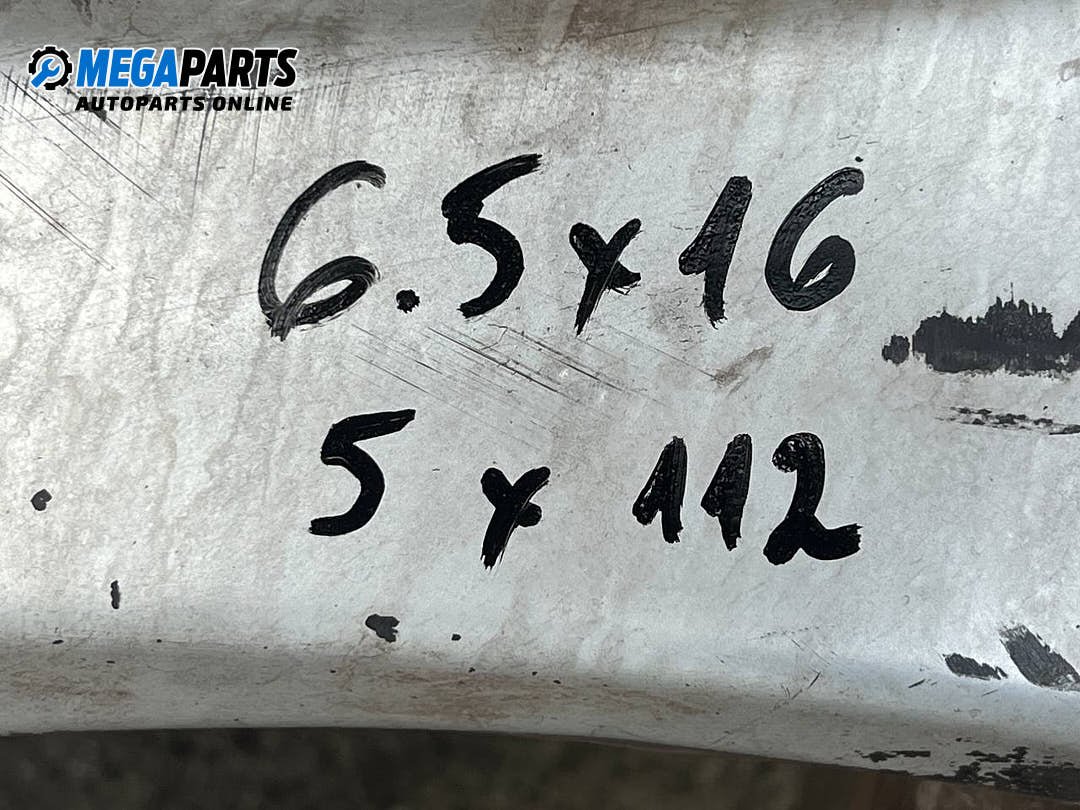 MEGAPARTS
AUTOPARTS ONLINE
6.5x16
5 x 112